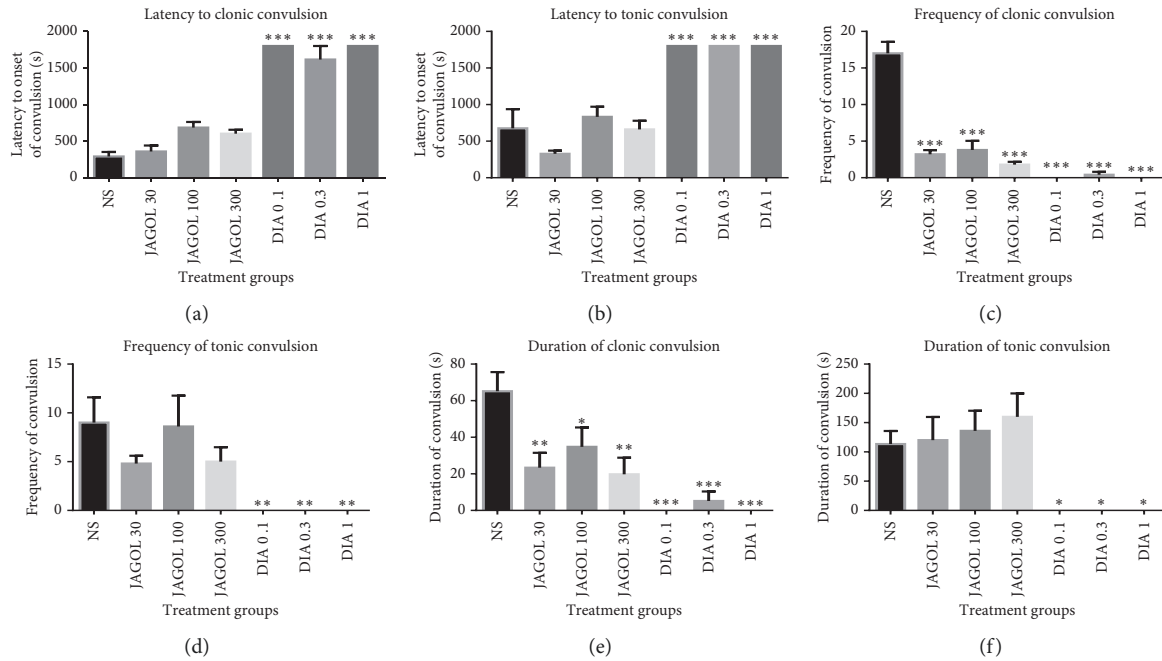 Latency to clonic convulsion
Latency to onset
of convulsion (s)
2000
1500
1000
500
0
*** *** ***
NS
JAGOL 30
JAGOL 100
JAGOL 300
DIA 0 .1
DIA 0.3
DIA 1
Treatment groups
(a)
Latency to tonic convulsion
Latency to onset
of convulsion (s)
2000
1500
1000
500
0
*** *** ***
NS
JAGOL 30
JAGOL 100
JAGOL 300
DIA 0 .1
DIA 0.3
DIA 1
Treatment groups
(b)
Frequency of clonic convulsion
Frequency of convulsion
20
15
10
5
0
*** *** *** *** *** ***
NS
JAGOL 30
JAGOL 100
JAGOL 300
DIA 0 .1
DIA 0.3
DIA 1
Treatment groups
(c)
Frequency of tonic convulsion
Frequency of convulsion
15
10
5
0
** ** **
NS
JAGOL 30
JAGOL 100
JAGOL 300
DIA 0 .1
DIA 0.3
DIA 1
Treatment groups
(d)
Duration of clonic convulsion
Duration of convulsion (s)
80
60
40
20
0
** * ** *** *** ***
NS
JAGOL 30
JAGOL 100
JAGOL 300
DIA 0 .1
DIA 0.3
DIA 1
Treatment groups
(e)
Duration of tonic convulsion
Duration of convulsion (s)
250
200
150
100
50
0
* * *
NS
JAGOL 30
JAGOL 100
JAGOL 300
DIA 0 .1
DIA 0.3
DIA 1
Treatment groups
(f)